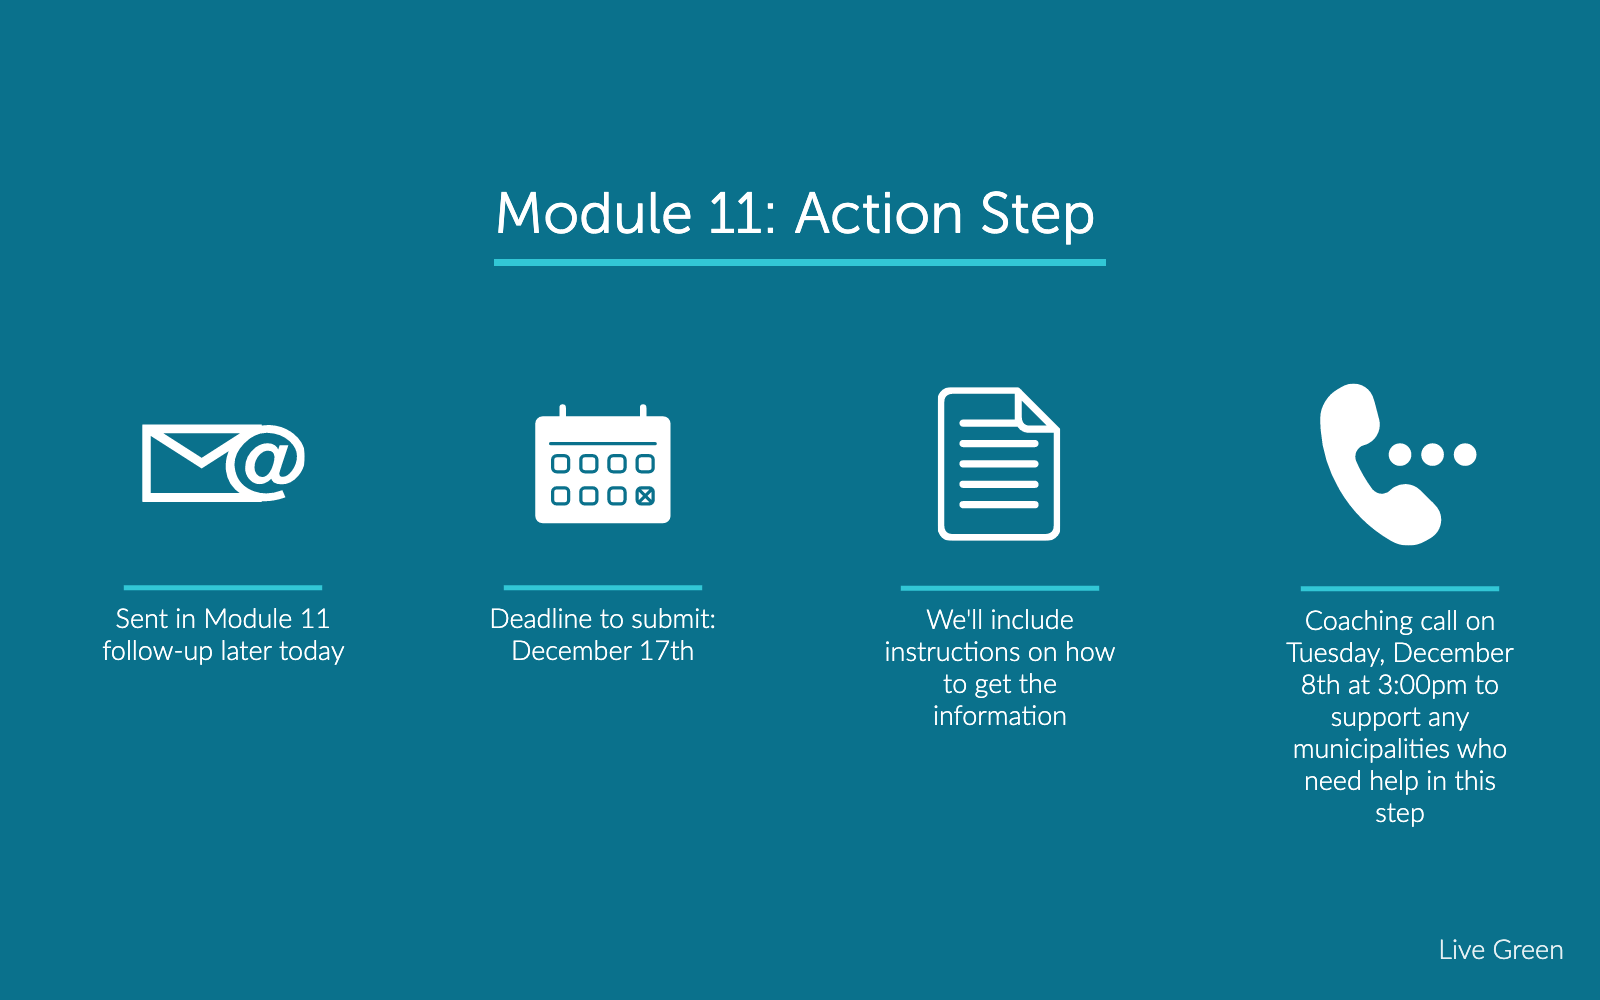 Module 11: Action Step
Sent in Module 11
follow-up later today
Deadline to submit:
December 17th
We'll include
instructions on how
to get the
information
Coaching call on
Tuesday, December
8th at 3:00pm to
support any
municipalities who
need help in this
step
Live Green